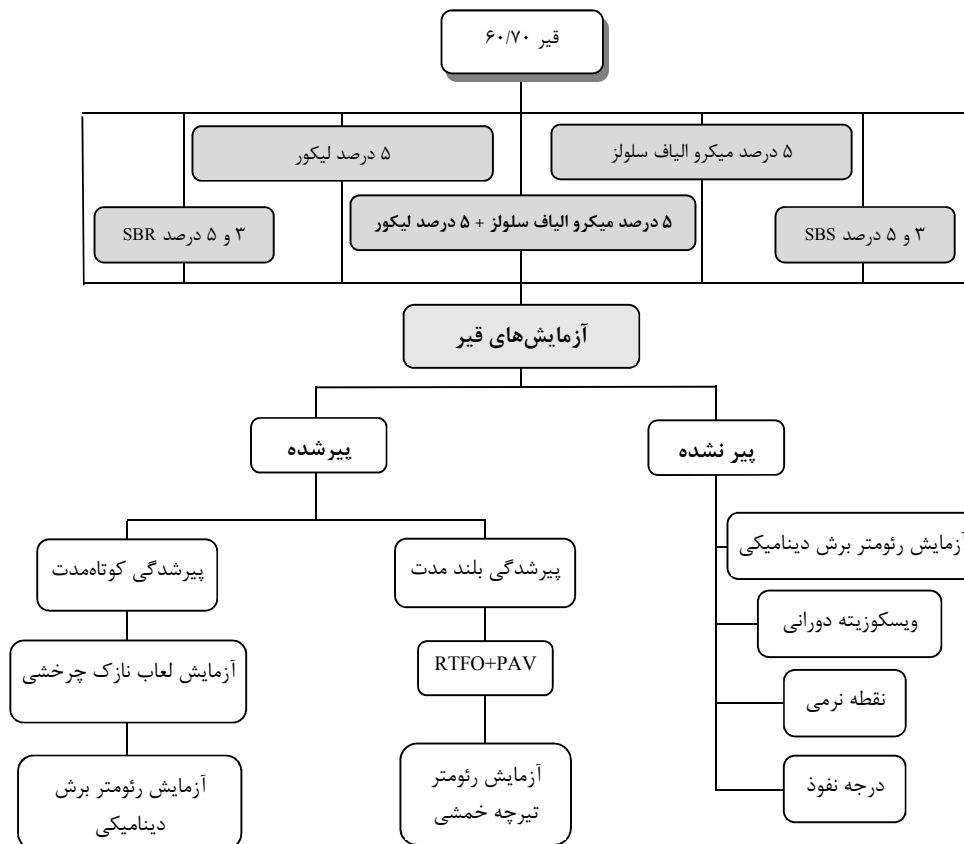 قیر ۶۰/۷۰
۵ درصد میکرو الیاف سلولز
۵ درصد لیکور
۳ و ۵ درصد SBS
۵ درصد میکرو الیاف سلولز + ۵ درصد لیکور
۳ و ۵ درصد SBR
آزمایش‌های قیر
پیر نشده
پیرشده
آزمایش رئومتر برش دینامیکی
ویسکوزیته دورانی
نقطه نرمی
درجه نفوذ
پیرشدگی بلند مدت
RTFO+PAV
آزمایش رئومتر
تیرچه خمشی
پیرشدگی کوتاه‌مدت
آزمایش لعاب نازک چرخشی
آزمایش رئومتر برش
دینامیکی